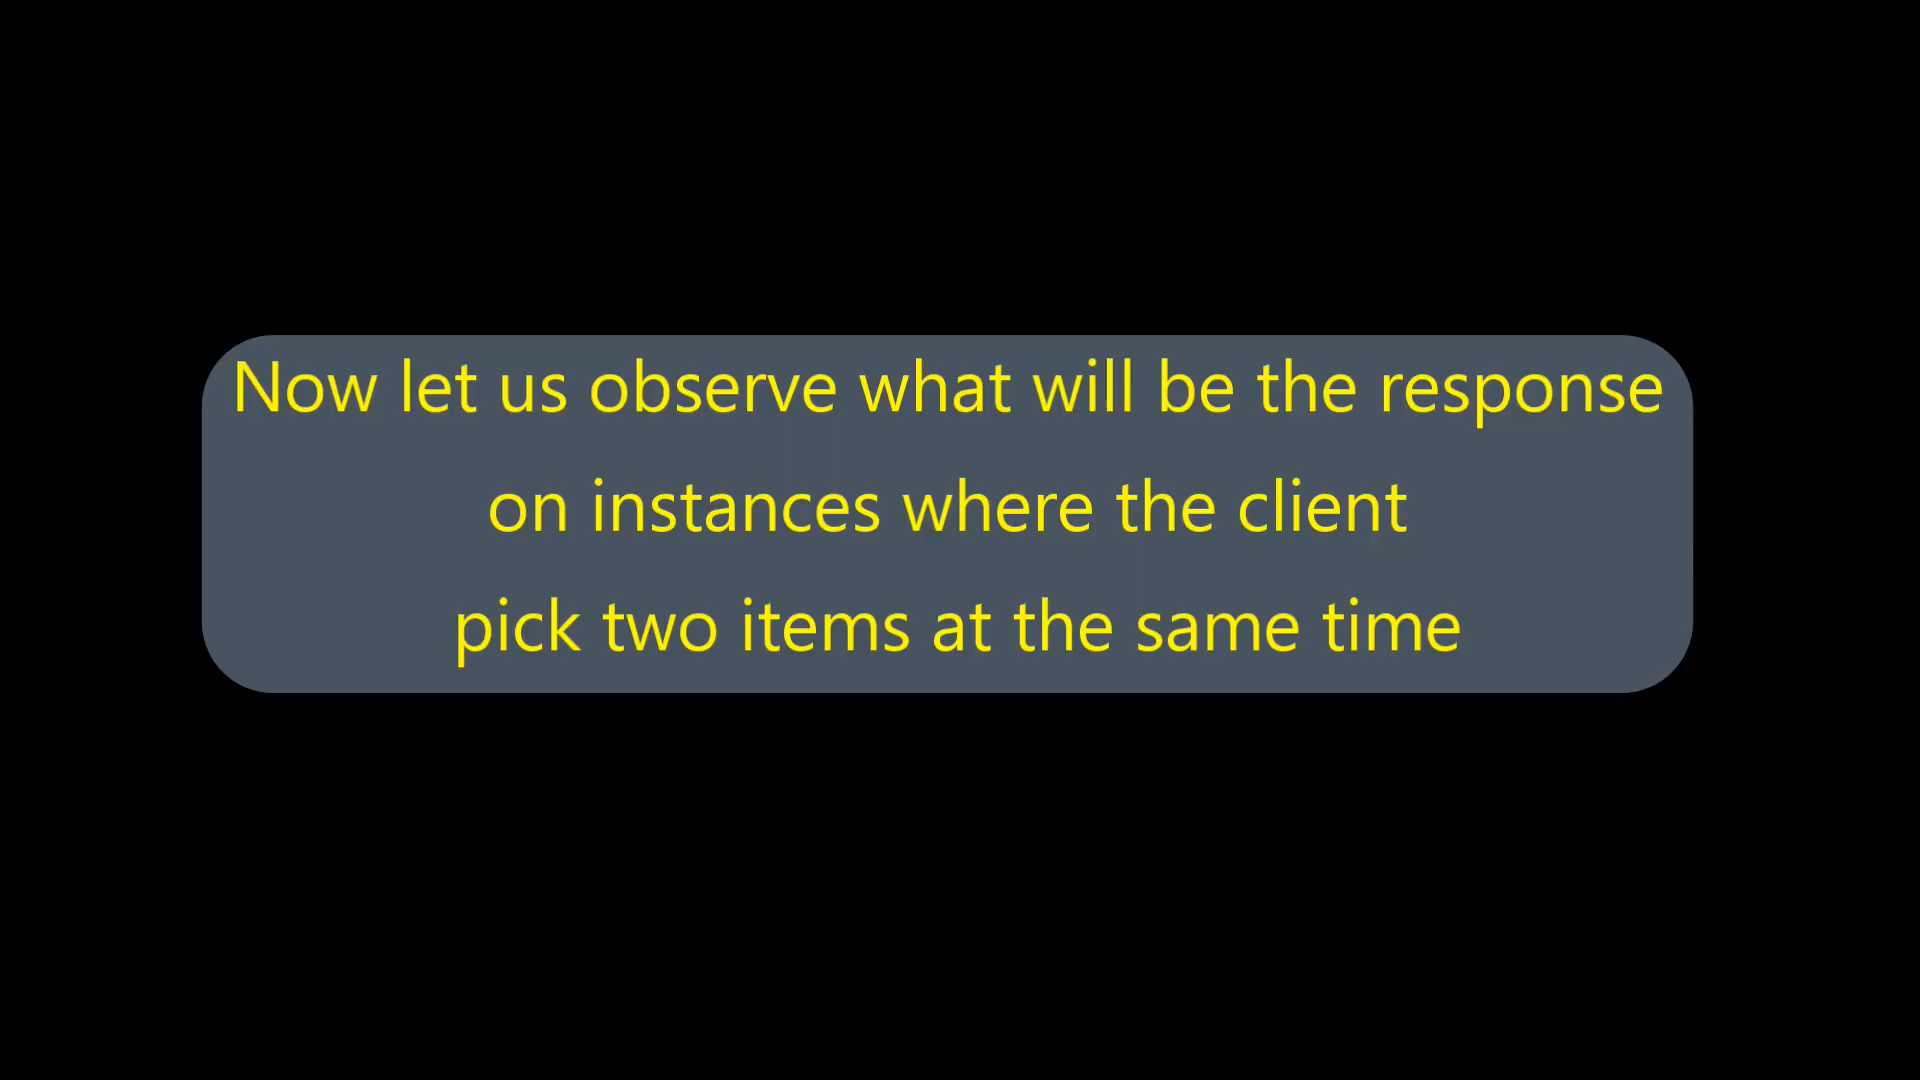 Now let us observe what will be the response
on instances where the client
pick two items at the same time